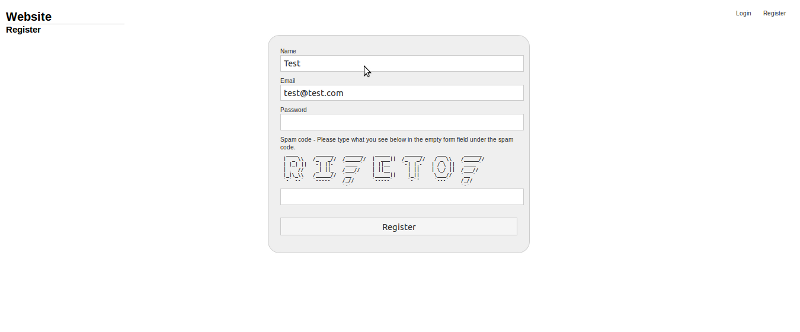 Website
Login Register
Register
Name
Test
Email
test@test.com
Password
Spam code - Please type what you see below in the empty form field under the spam
code.
Register